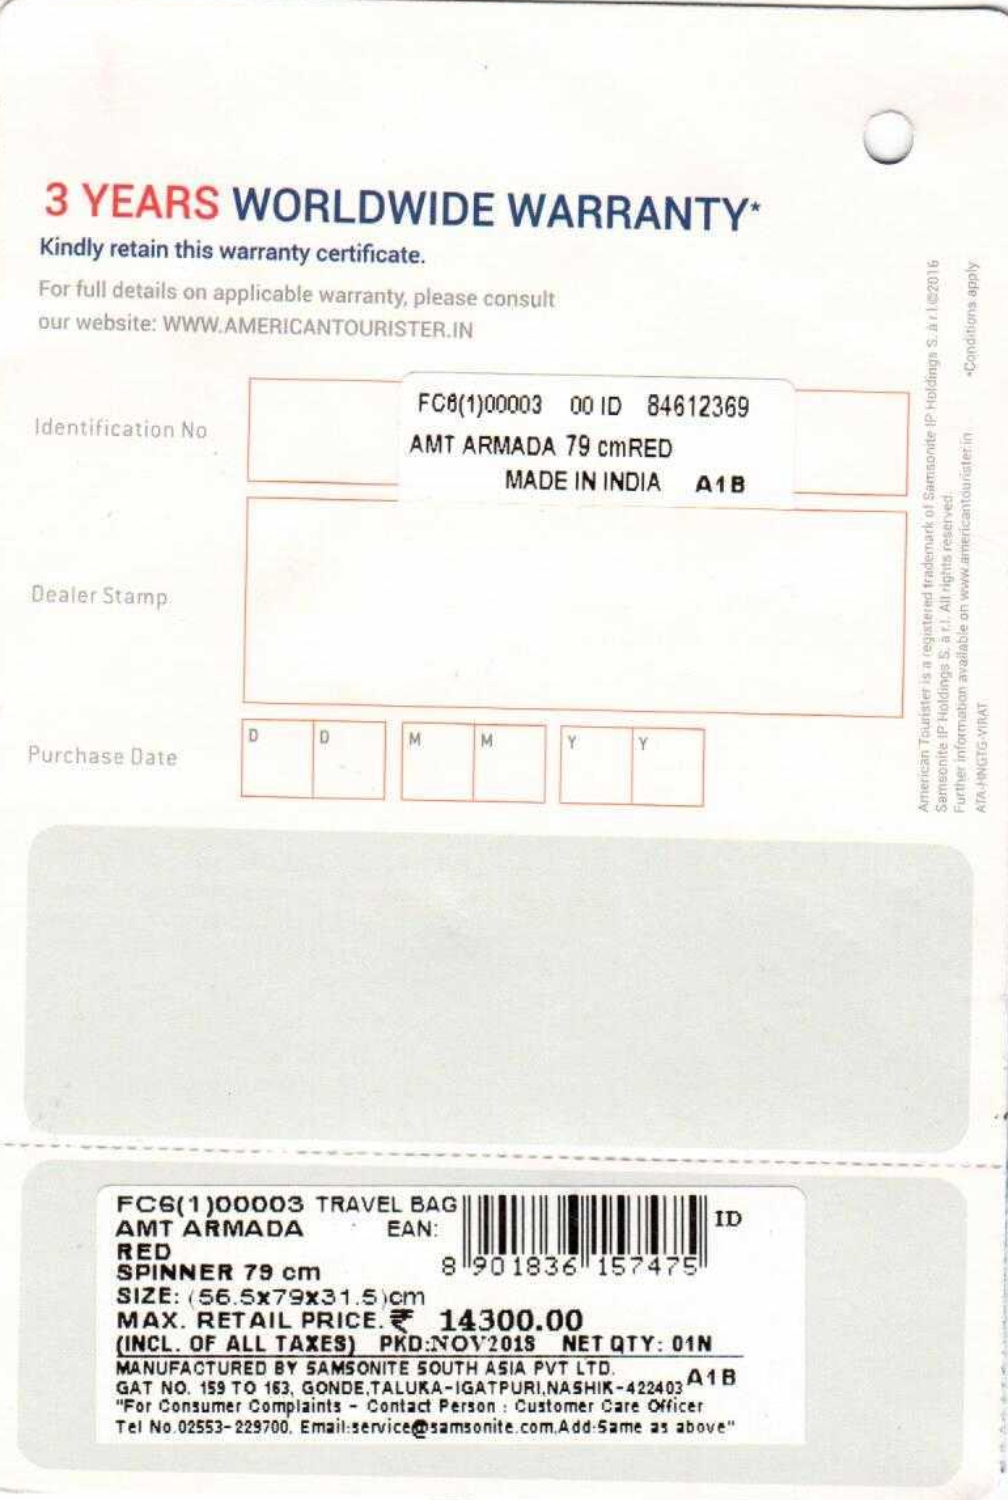 3 YEARS WORLDWIDE WARRANTY*
Kindly retain this warranty certificate.
For full details on applicable warranty, please consult
our website: WWW.AMERICANTOURISTER.IN
Identification No
FC6(1)00003 00 ID 84612369
AMT ARMADA 79 cmRED
MADE IN INDIA A1B
Dealer Stamp
Purchase Date
D D M M Y Y
American Tourister is a registered trademark of Samsonite IP Holdings S. à r.l.©2016
Samsonite IP Holdings S. à r.l. All rights reserved.
Further information available on www.americantourister.in
*Conditions apply
ATA-HNGTG-VIRAT
FC6(1)00003 TRAVEL BAG
AMT ARMADA EAN:
RED
8 901836 157475
ID
SPINNER 79 cm
SIZE: (56.5x79x31.5)cm
MAX. RETAIL PRICE.₹ 14300.00
(INCL. OF ALL TAXES) PKD:NOV2018 NET QTY: 01N
MANUFACTURED BY SAMSONITE SOUTH ASIA PVT LTD.
GAT NO. 159 TO 163, GONDE,TALUKA-IGATPURI,NASHIK-422403 A1B
"For Consumer Complaints - Contact Person : Customer Care Officer
Tel No.02553-229700. Email:service@samsonite.com,Add:Same as above"